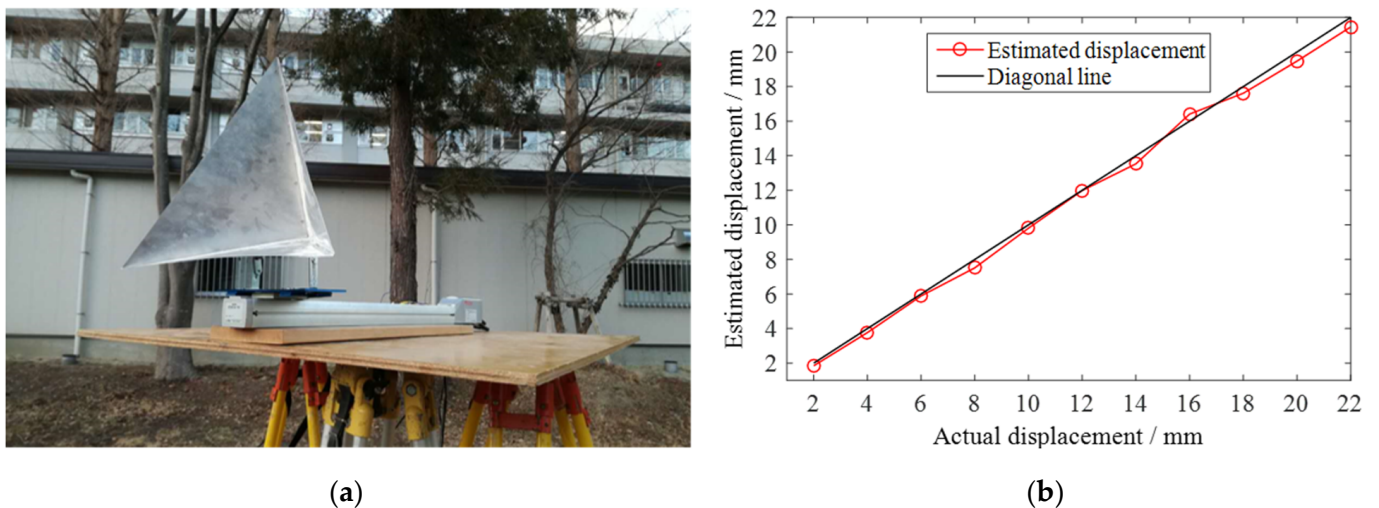 22
20
18
16
14
12
10
8
6
4
2
Estimated displacement / mm
Estimated displacement
Diagonal line
2 4 6 8 10 12 14 16 18 20 22
Actual displacement / mm
(a)
(b)